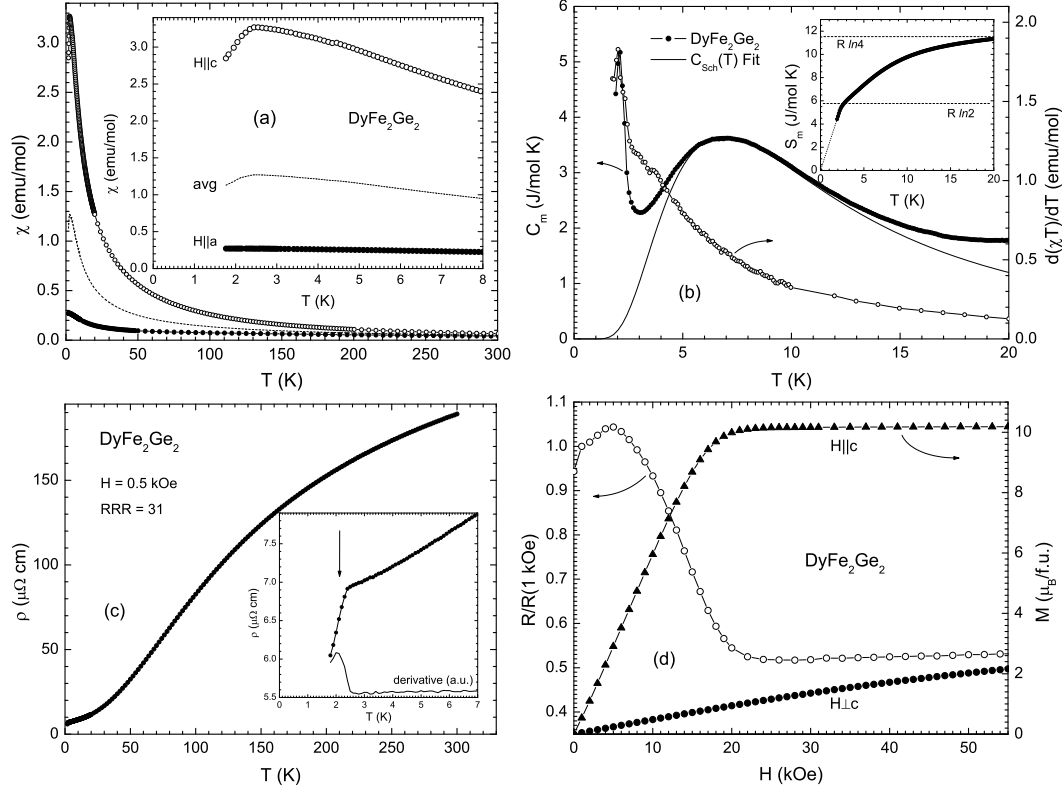 3.0
2.5
2.0
1.5
1.0
0.5
0.0
χ (emu/mol)
0 50 100 150 200 250 300
T (K)
3.5
3.0
2.5
2.0
1.5
1.0
0.5
0.0
χ (emu/mol)
0 1 2 3 4 5 6 7 8
T (K)
H||c
(a)
DyFe2Ge2
avg
H||a
6
5
4
3
2
1
0
Cm (J/mol K)
0 5 10 15 20
T (K)
2.0
1.5
1.0
0.5
0.0
d(χT)/dT (emu/mol)
DyFe2Ge2
CSch(T) Fit
(b)
13
12
10
8
6
4
2
0
Sm (J/mol K)
0 5 10 15 20
T (K)
R ln4
R ln2
150
100
50
0
ρ (μΩ cm)
0 50 100 150 200 250 300
T (K)
DyFe2Ge2
H = 0.5 kOe
RRR = 31
(c)
7.5
7.0
6.5
6.0
5.5
ρ (μΩ cm)
derivative (a.u.)
0 1 2 3 4 5 6 7
T (K)
1.1
1.0
0.9
0.8
0.7
0.6
0.5
0.4
R/R(1 kOe)
0 10 20 30 40 50
H (kOe)
10
8
6
4
2
0
M (μB/f.u.)
H||c
DyFe2Ge2
(d)
H⊥c